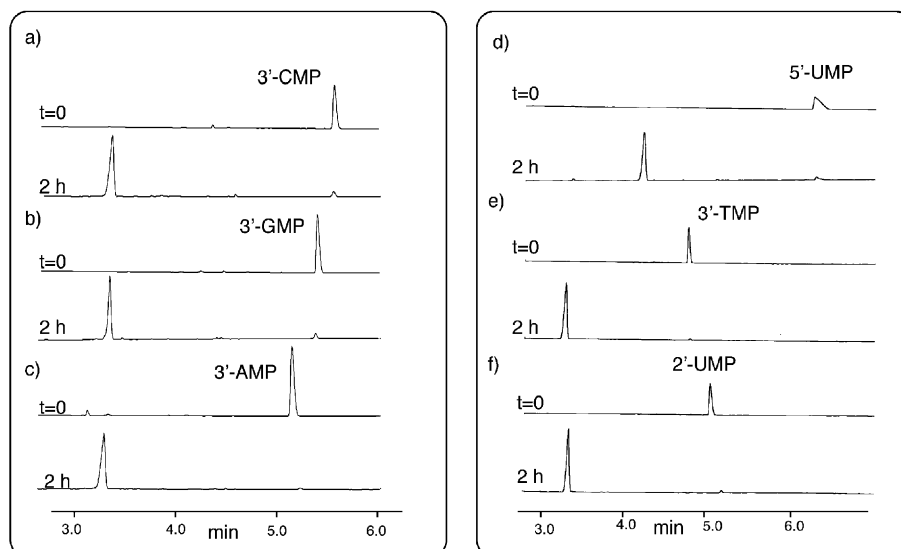 a)
3'-CMP
t=0
2 h
b)
3'-GMP
t=0
2 h
c)
3'-AMP
t=0
2 h
3.0 4.0 5.0 6.0
min
d)
5'-UMP
t=0
2 h
e)
3'-TMP
t=0
2 h
f)
2'-UMP
t=0
2 h
3.0 4.0 5.0 6.0
min